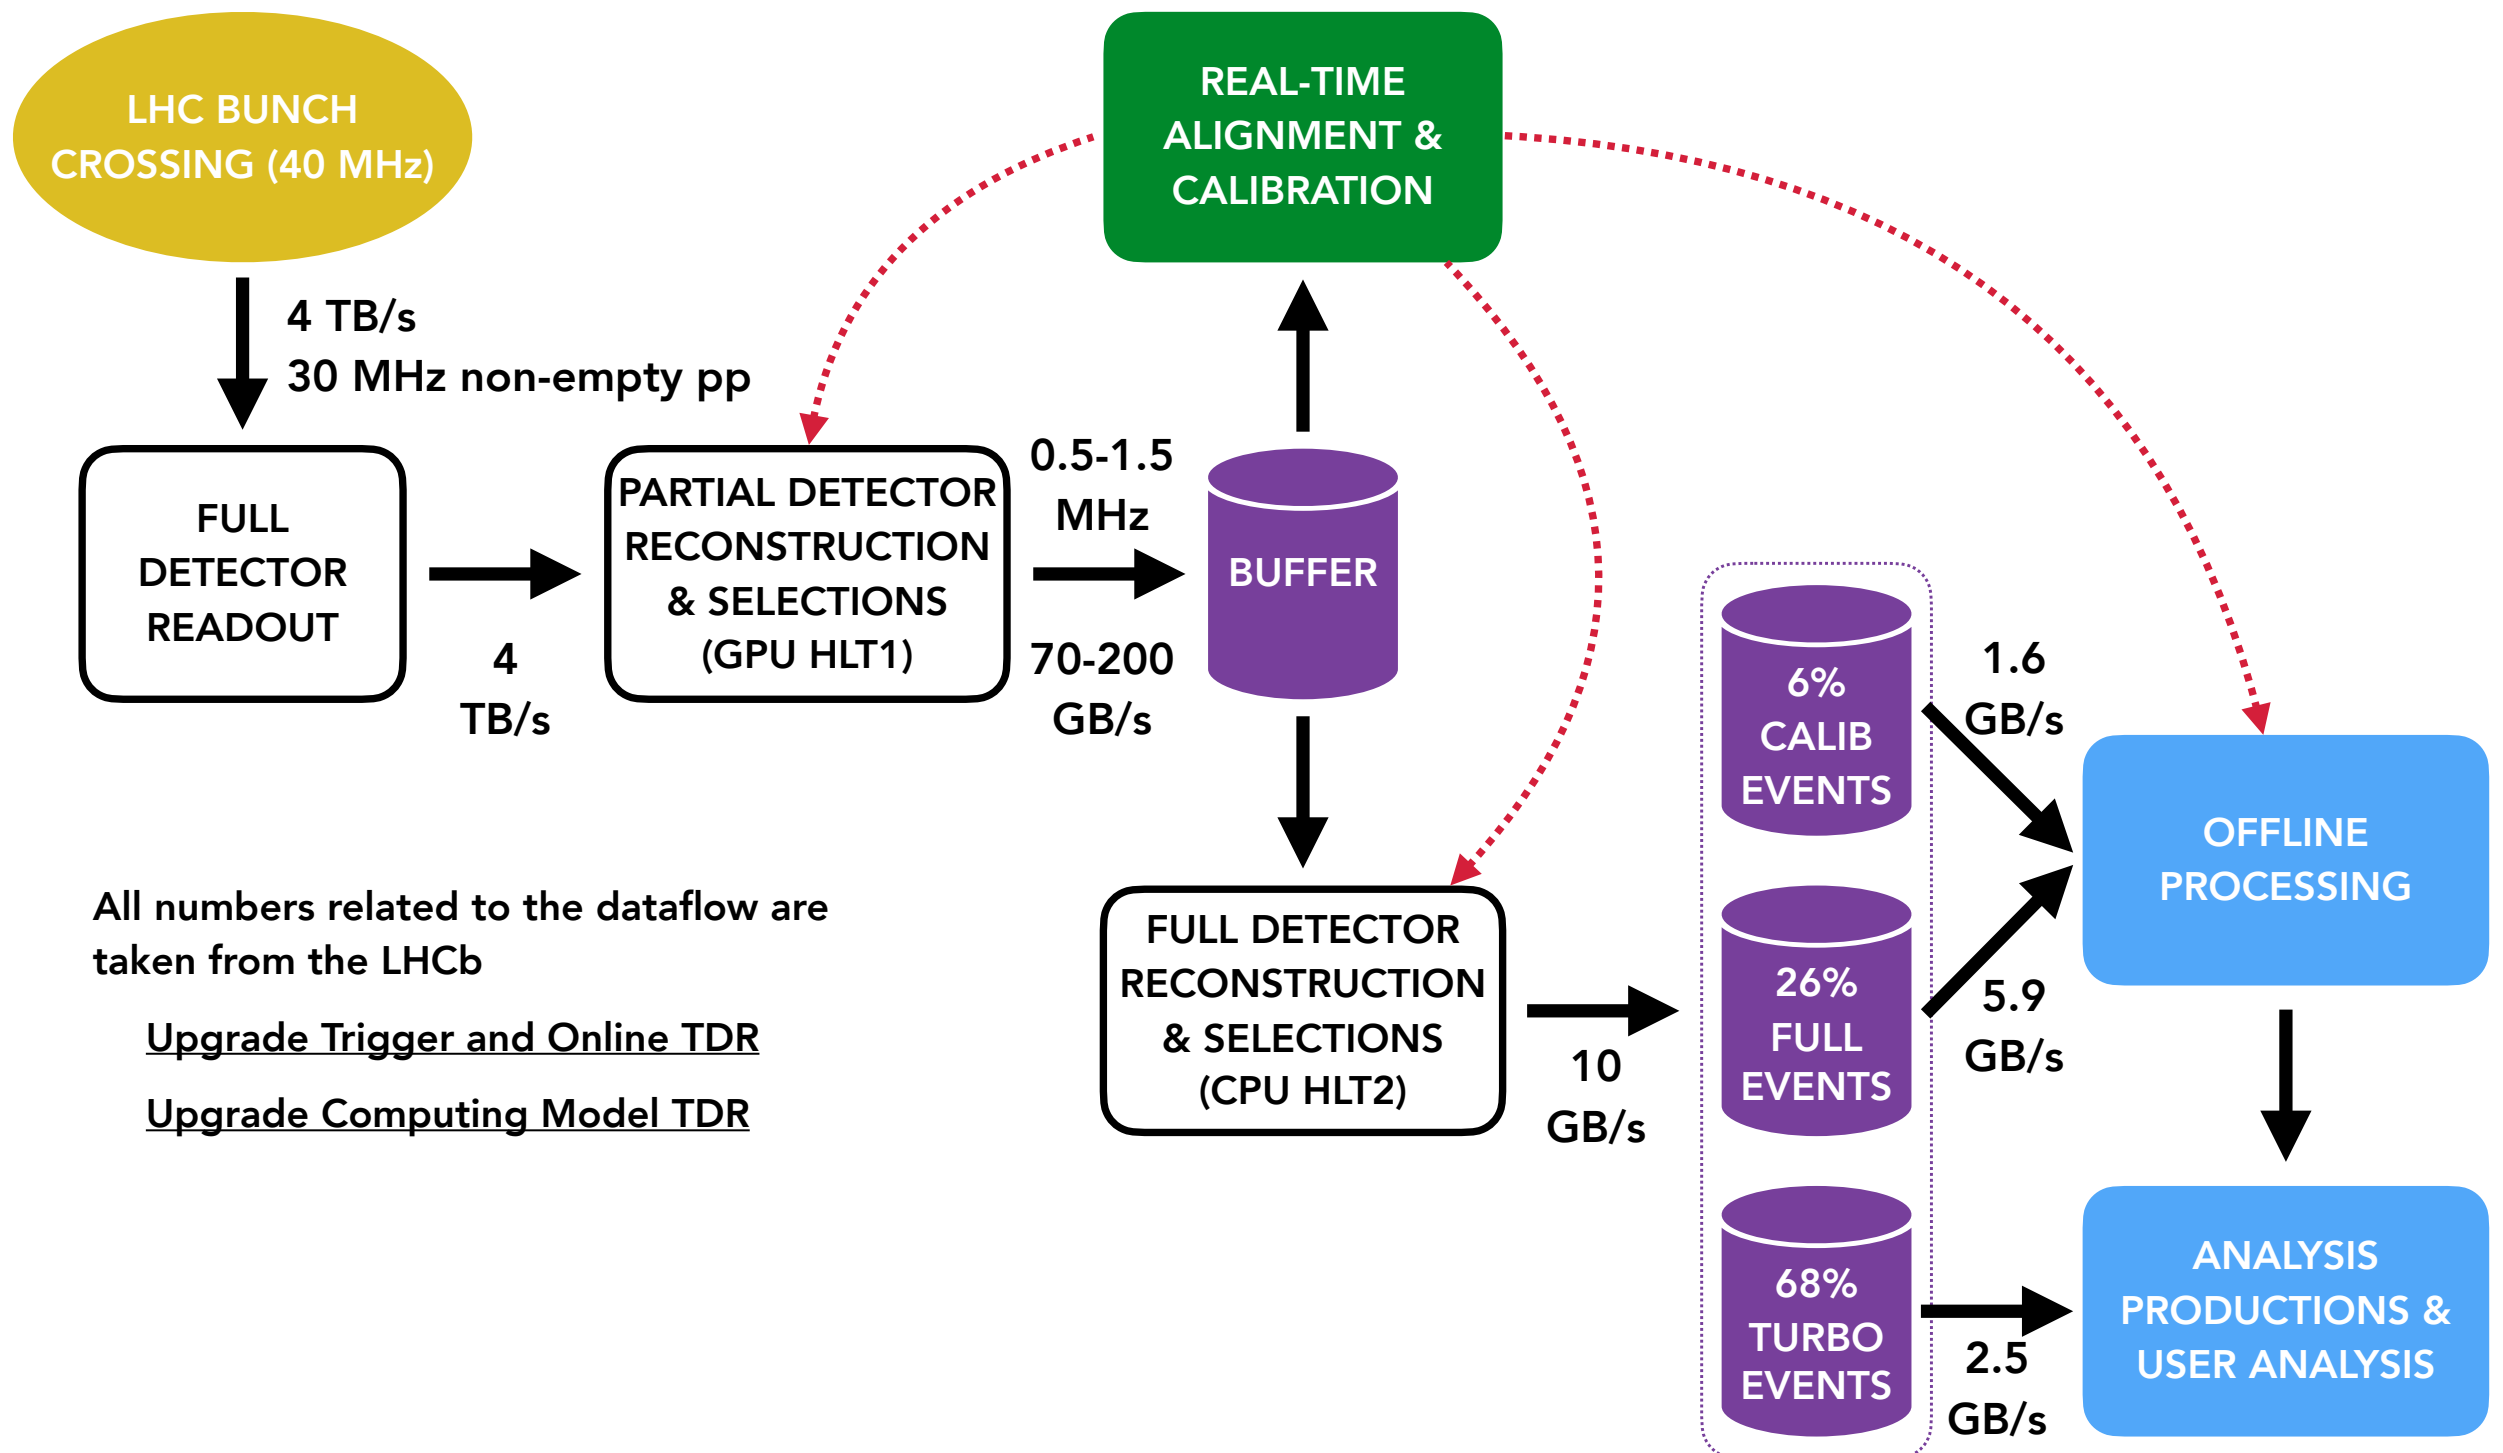 LHC BUNCH
CROSSING (40 MHz)
4 TB/s
30 MHz non-empty pp
REAL-TIME
ALIGNMENT &
CALIBRATION
FULL
DETECTOR
READOUT
4
TB/s
PARTIAL DETECTOR
RECONSTRUCTION
& SELECTIONS
(GPU HLT1)
0.5-1.5
MHz
70-200
GB/s
BUFFER
FULL DETECTOR
RECONSTRUCTION
& SELECTIONS
(CPU HLT2)
10
GB/s
6%
CALIB
EVENTS
1.6
GB/s
26%
FULL
EVENTS
5.9
GB/s
68%
TURBO
EVENTS
2.5
GB/s
OFFLINE
PROCESSING
ANALYSIS
PRODUCTIONS &
USER ANALYSIS
All numbers related to the dataflow are
taken from the LHCb
Upgrade Trigger and Online TDR
Upgrade Computing Model TDR